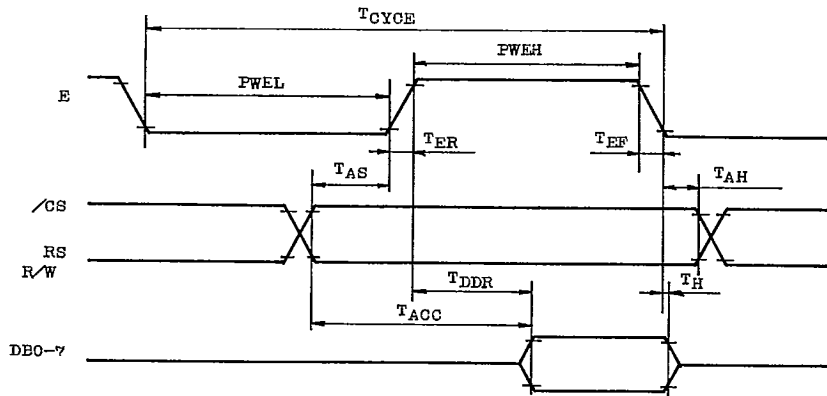 TCYCE
PWEH
PWEL
E
TER
TEF
TAS
TAH
/CS
RS
R/W
TDDR
TH
TACC
DB0-7